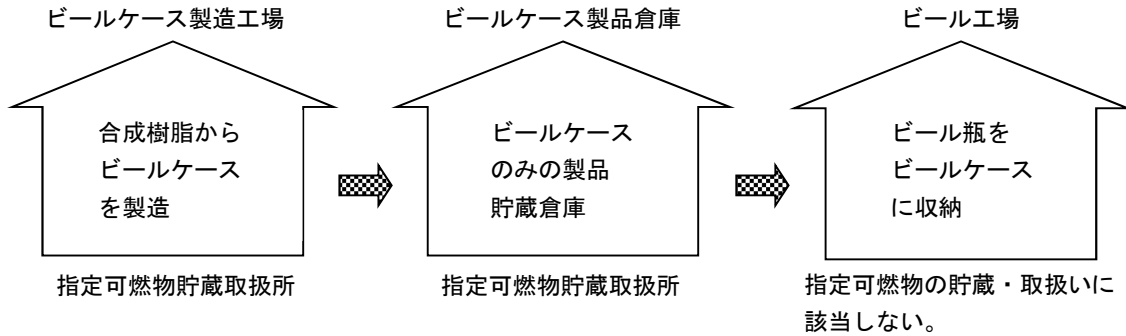 ビールケース製造工場
ビールケース製品倉庫
ビール工場
合成樹脂から
ビールケース
を製造
ビールケース
のみの製品
貯蔵倉庫
ビール瓶を
ビールケース
に収納
指定可燃物貯蔵取扱所
指定可燃物貯蔵取扱所
指定可燃物の貯蔵・取扱いに
該当しない。